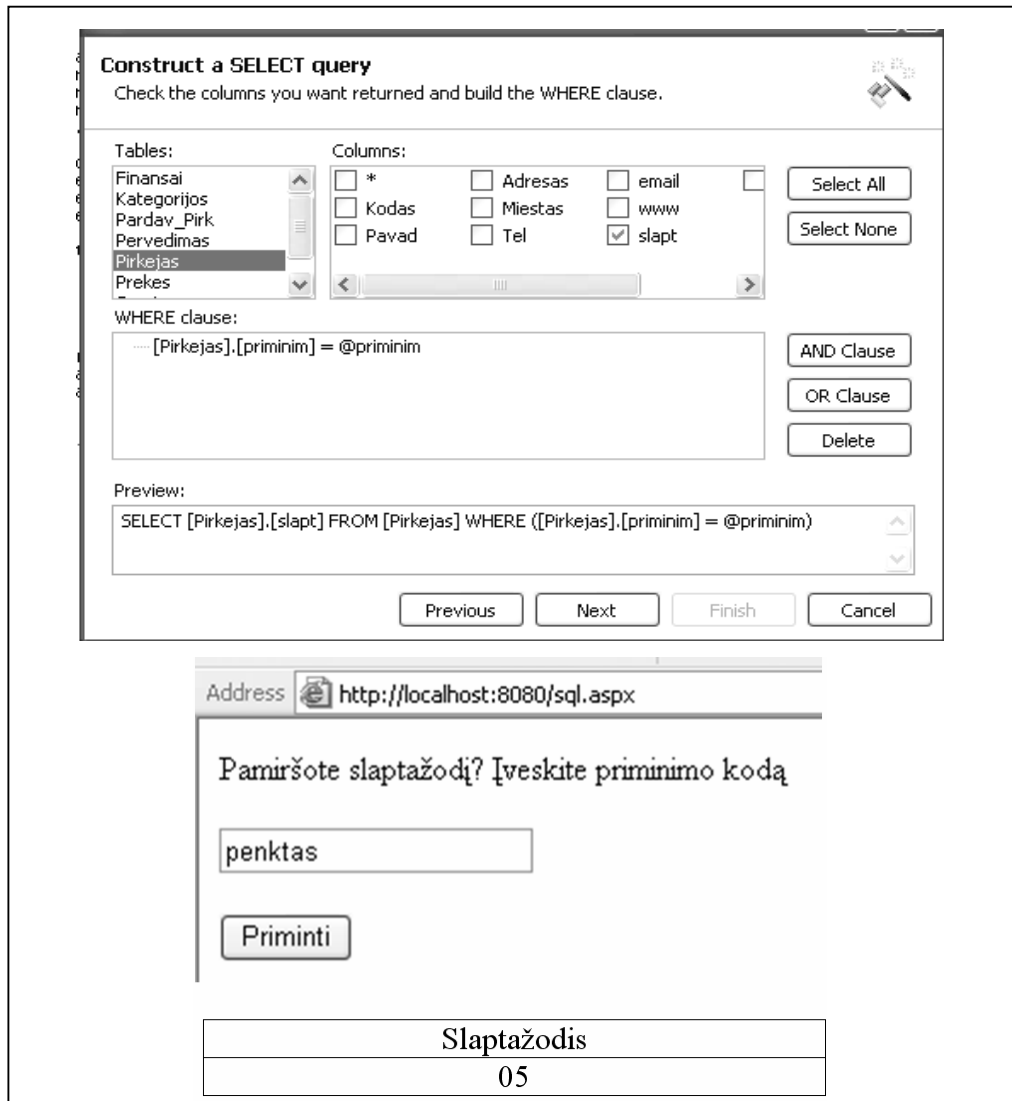 Construct a SELECT query
Check the columns you want returned and build the WHERE clause.
Tables:
Columns:
Finansai
Kategorijos
Pardav_Pirk
Pervedimas
Pirkejas
Prekes
* Adresas email
Kodas Miestas www
Pavad Tel slapt
Select All
Select None
WHERE clause:
[Pirkejas].[priminim] = @priminim
AND Clause
OR Clause
Delete
Preview:
SELECT [Pirkejas].[slapt] FROM [Pirkejas] WHERE ([Pirkejas].[priminim] = @priminim)
Previous Next Finish Cancel
Address http://localhost:8080/sql.aspx
Pamiršote slaptažodį? Įveskite priminimo kodą
penktas
Priminti
Slaptažodis
05